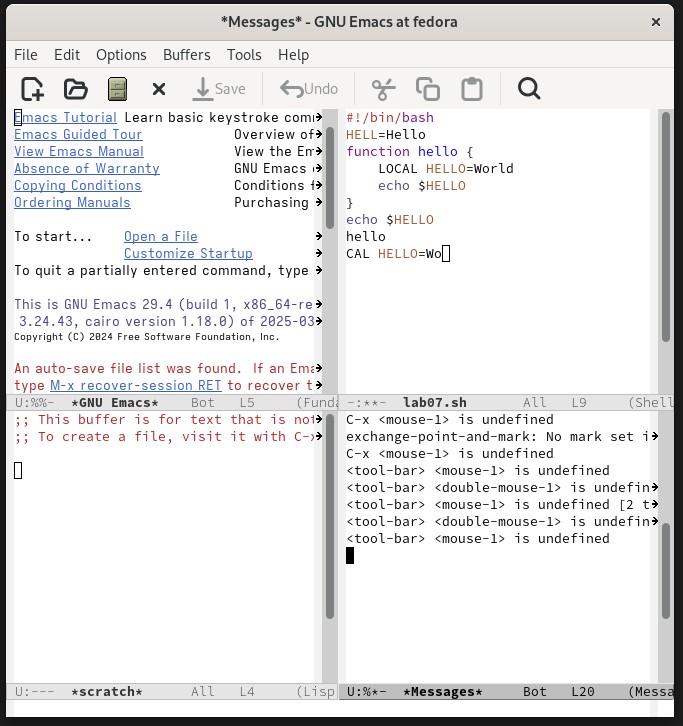 *Messages* - GNU Emacs at fedora
File Edit Options Buffers Tools Help
Save Undo
Emacs Tutorial Learn basic keystroke com
Emacs Guided Tour Overview of
View Emacs Manual View the Em
Absence of Warranty GNU Emacs
Copying Conditions Conditions
Ordering Manuals Purchasing
To start... Open a File
Customize Startup
To quit a partially entered command, type
This is GNU Emacs 29.4 (build 1, x86_64-re
3.24.43, cairo version 1.18.0) of 2025-03
Copyright (C) 2024 Free Software Foundation, Inc.
An auto-save file list was found. If an Ema
type M-x recover-session RET to recover t
U:%%- *GNU Emacs* Bot L5 (Funda
#!/bin/bash
HELL=Hello
function hello {
LOCAL HELLO=World
echo $HELLO
}
echo $HELLO
hello
CAL HELLO=Wo
-:**- lab07.sh All L9 (Shell
;; This buffer is for text that is not
;; To create a file, visit it with C-x
U:--- *scratch* All L4 (Lisp
C-x <mouse-1> is undefined
exchange-point-and-mark: No mark set i
C-x <mouse-1> is undefined
<tool-bar> <mouse-1> is undefined
<tool-bar> <double-mouse-1> is undefin
<tool-bar> <mouse-1> is undefined [2 t
<tool-bar> <double-mouse-1> is undefin
<tool-bar> <mouse-1> is undefined
U:%*- *Messages* Bot L20 (Messa